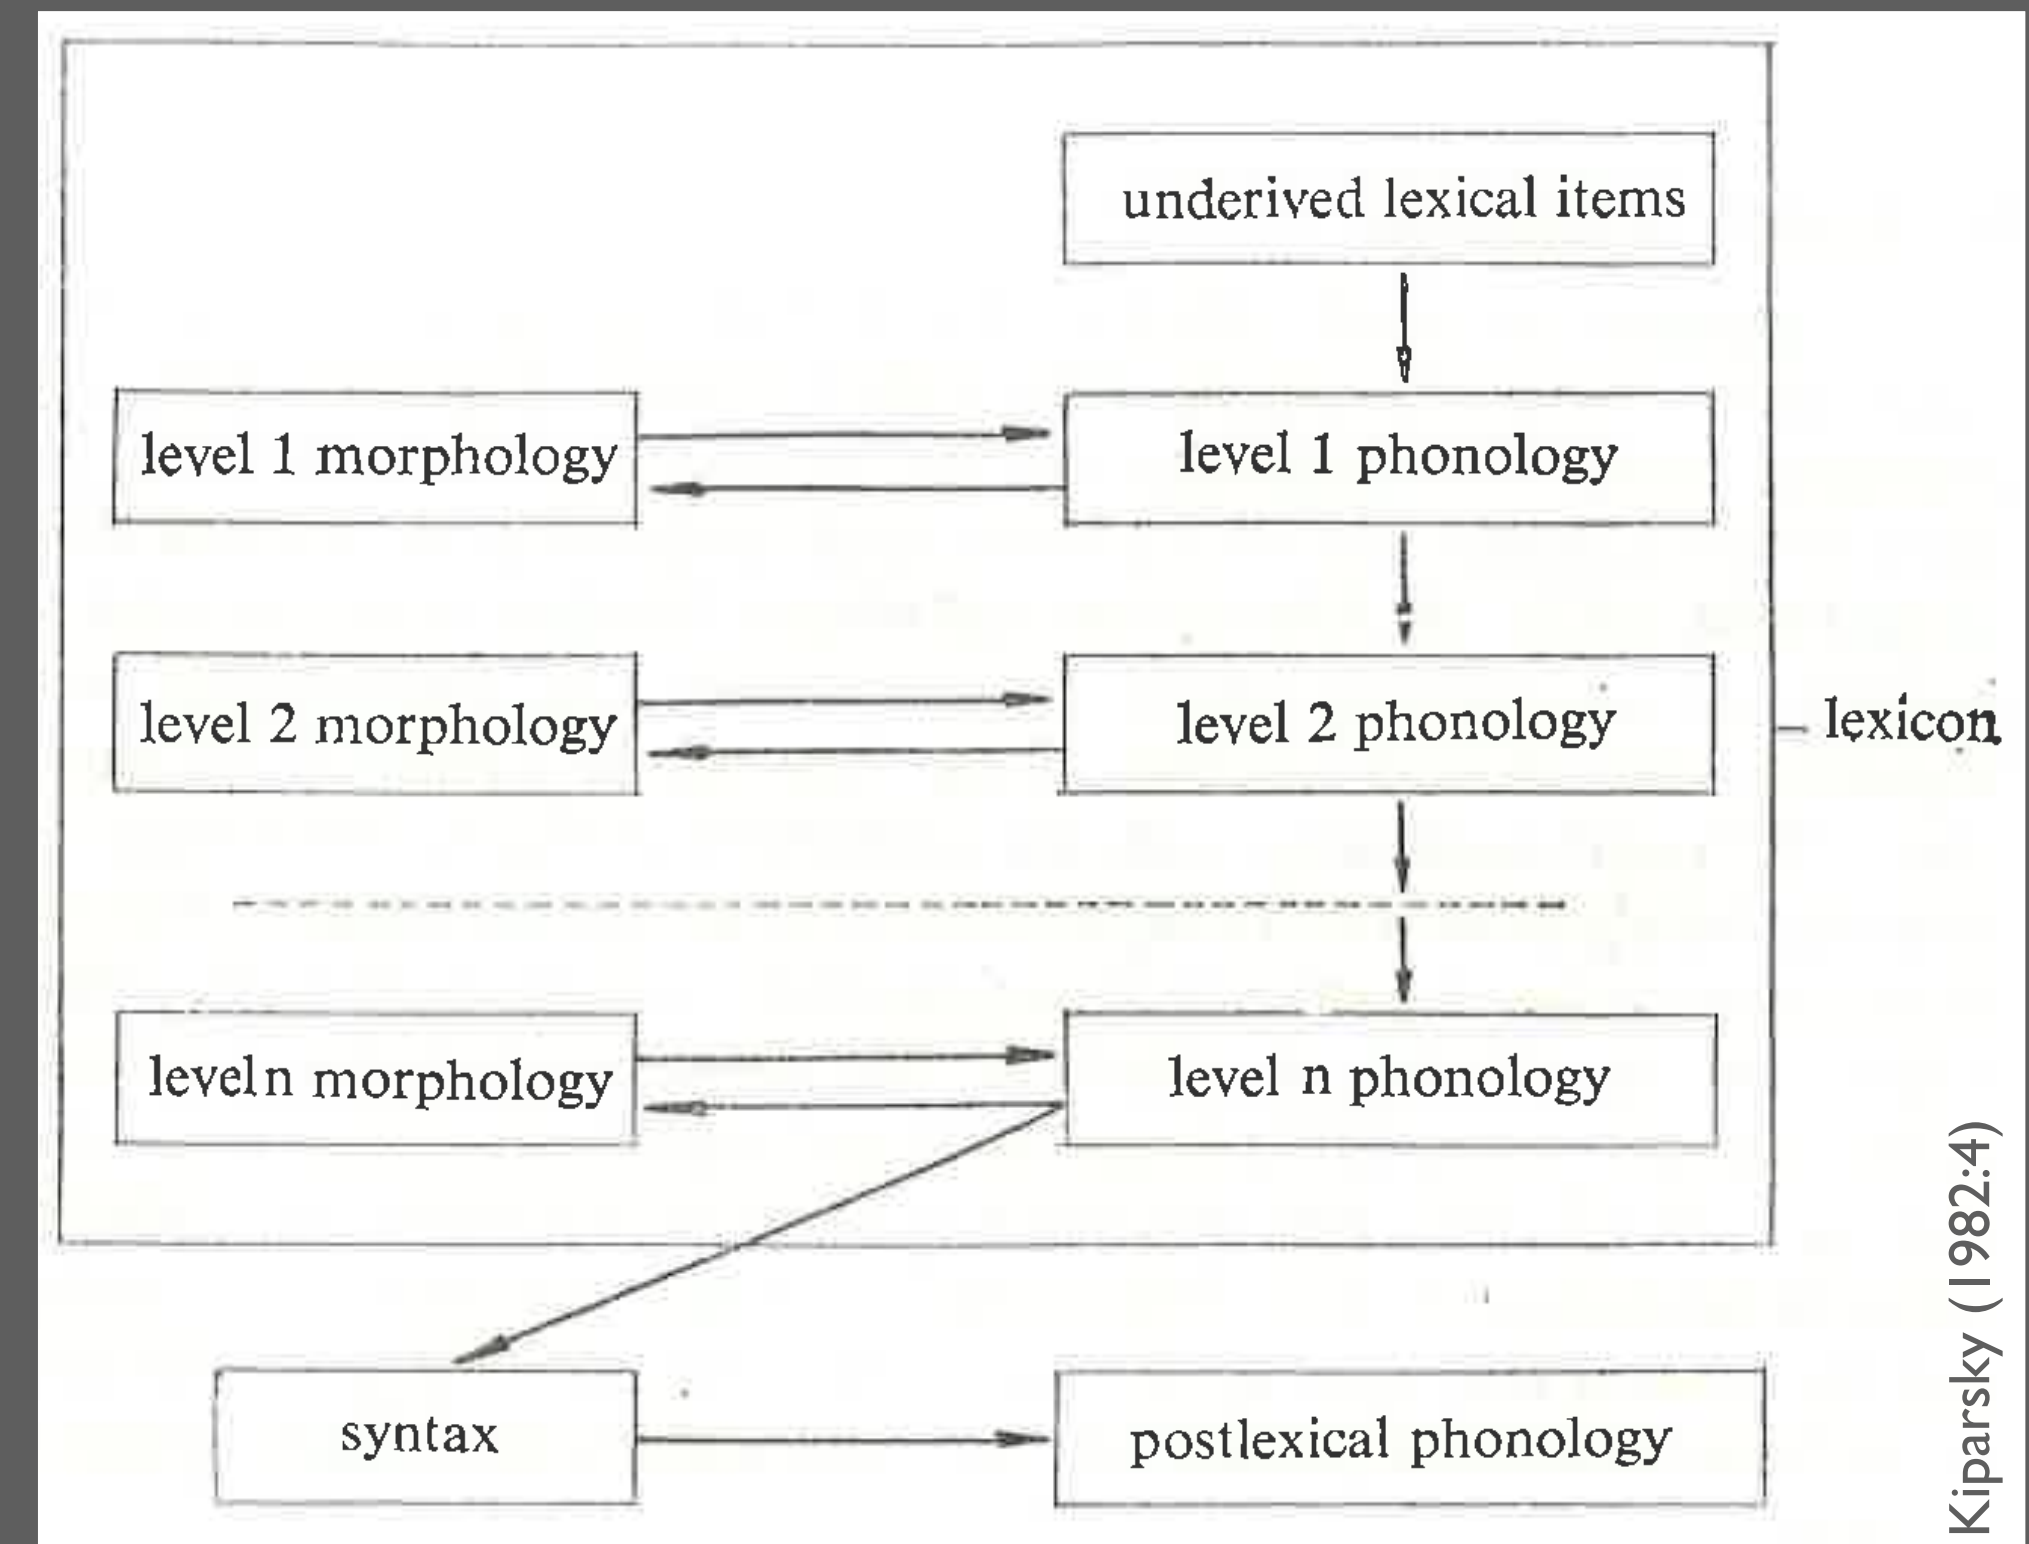 underived lexical items
level 1 morphology
level 1 phonology
level 2 morphology
level 2 phonology
lexicon
level n morphology
level n phonology
syntax
postlexical phonology
Kiparsky (1982:4)